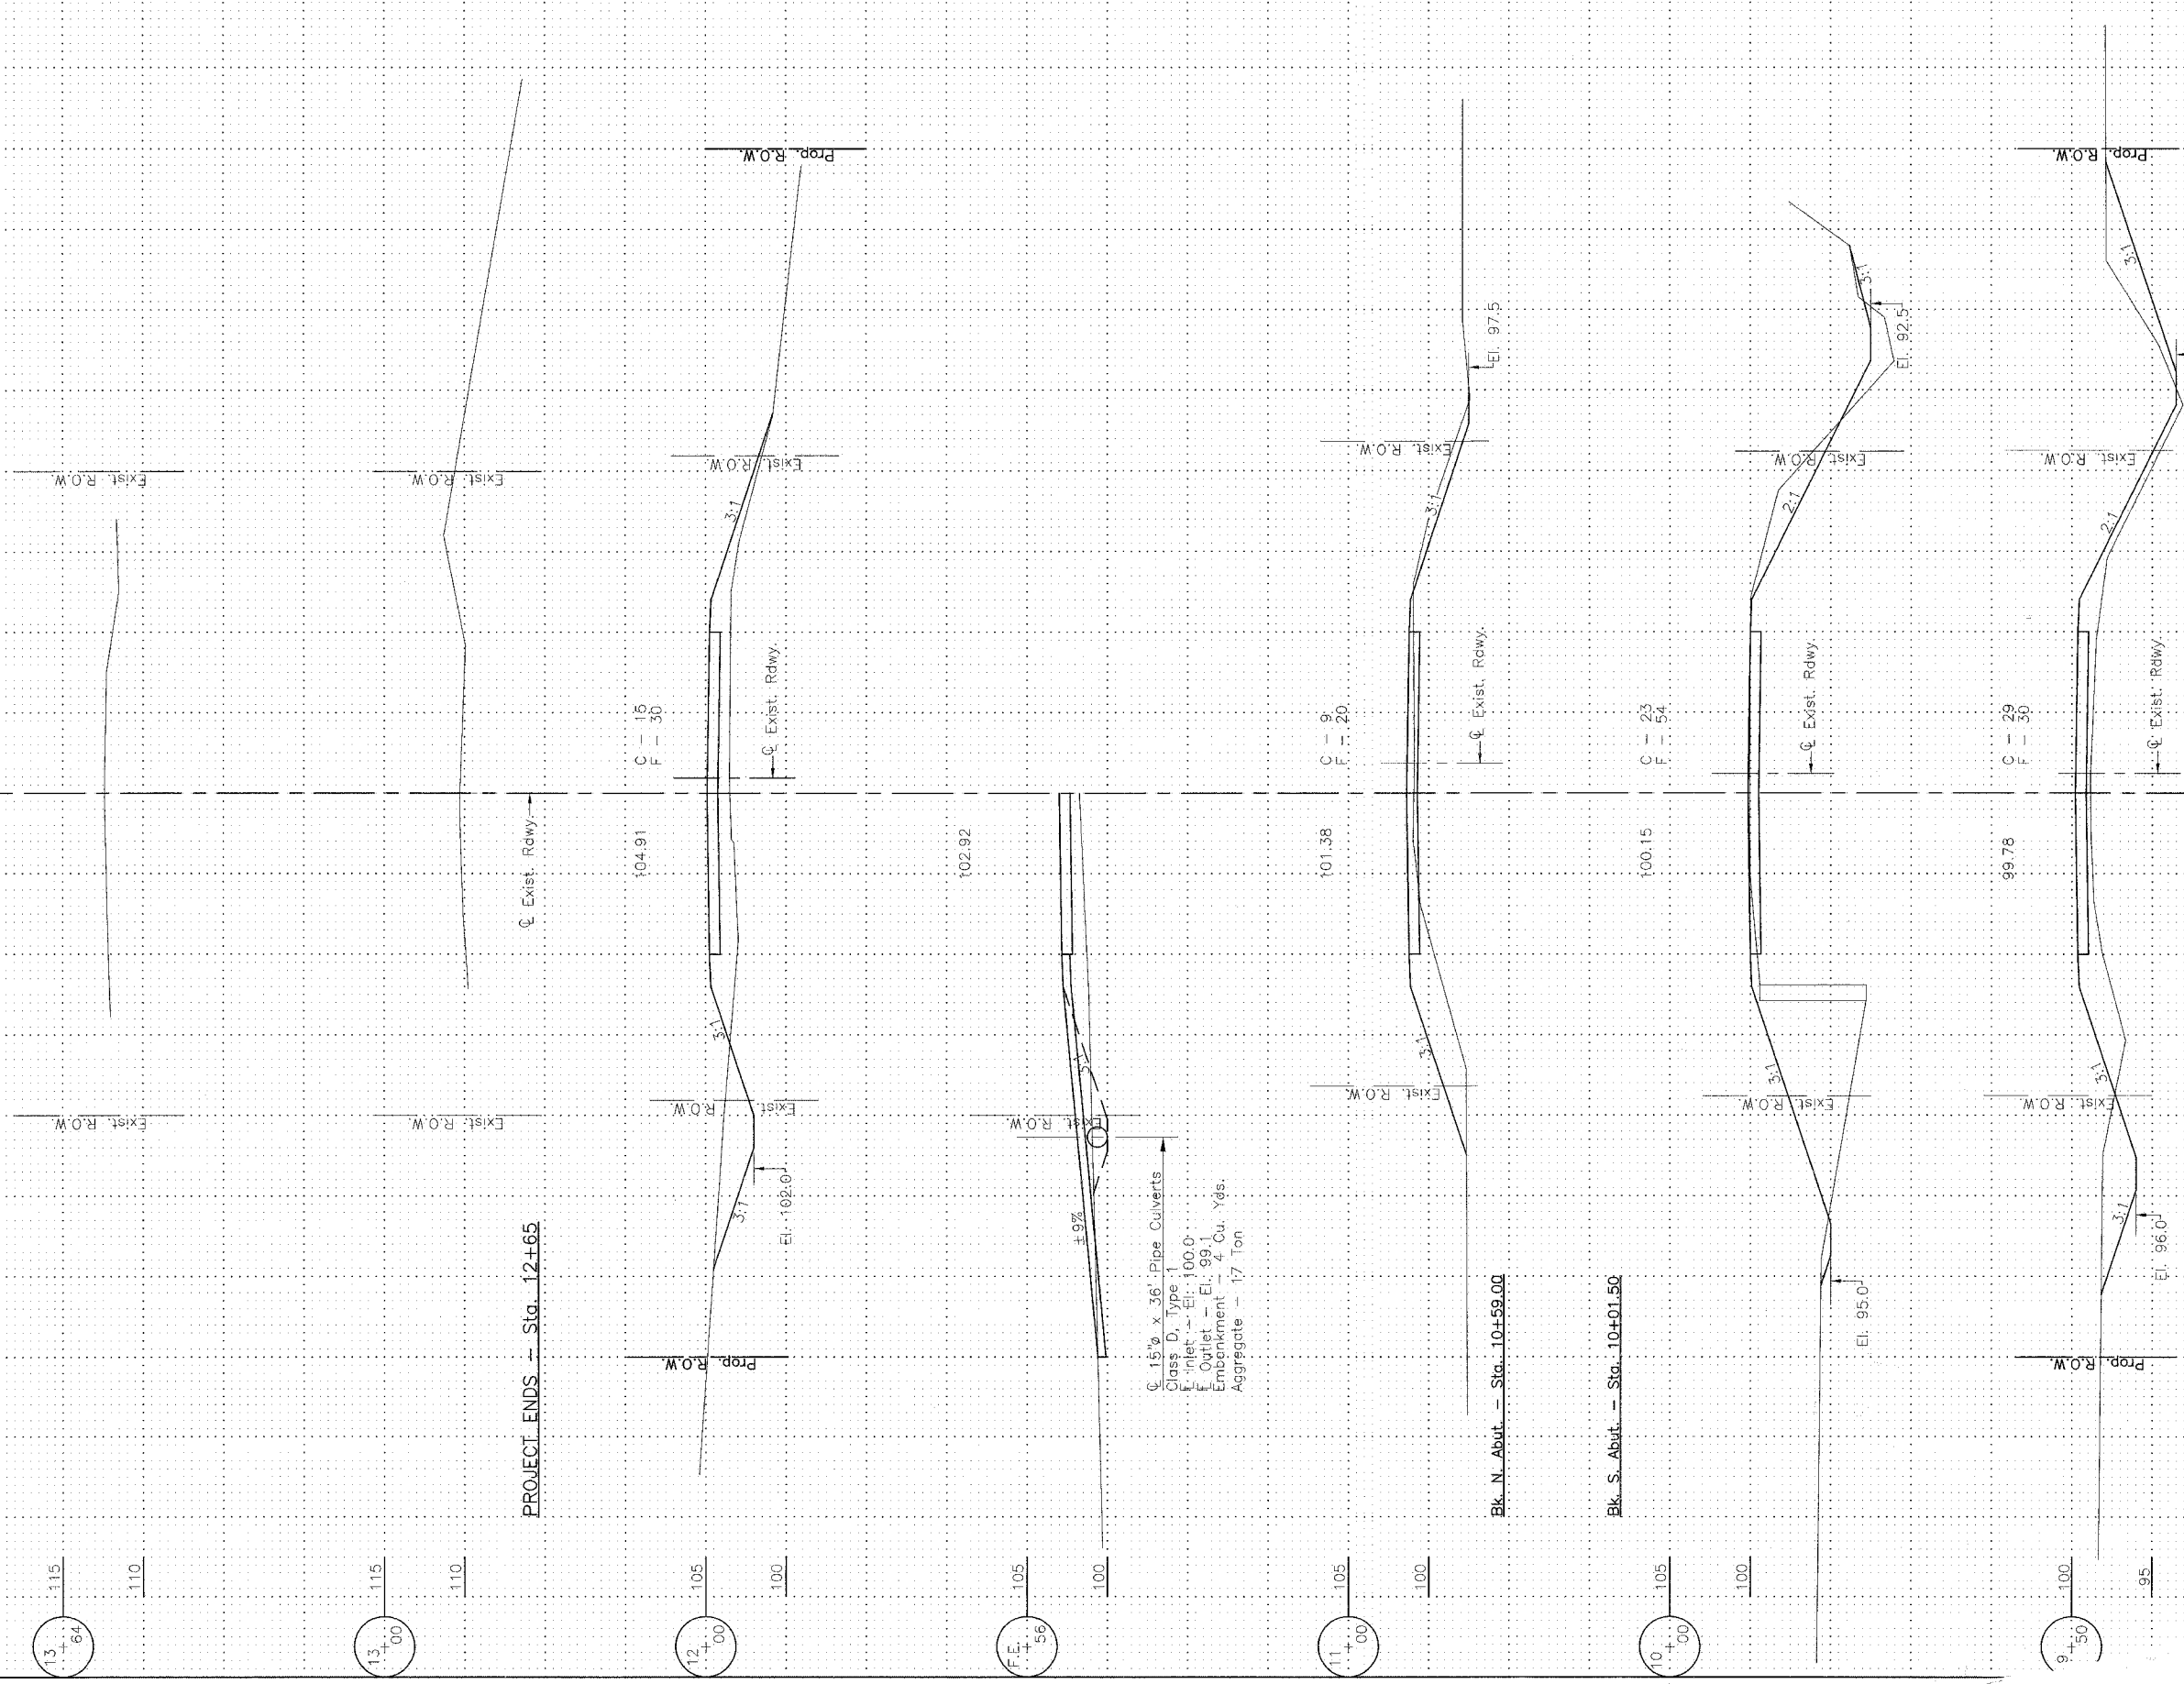 13+64
115
110
Exist. R.O.W.
Exist. R.O.W.
13+00
115
110
Exist. R.O.W.
Exist. R.O.W.
℄ Exist. Rdwy.
PROJECT ENDS - Sta. 12+65
12+00
105
100
104.91
C - 15
F - 30
℄ Exist. Rdwy.
Prop. R.O.W.
Exist. R.O.W.
3:1
3:1
3:1
El. 102.0
Exist. R.O.W.
Prop. R.O.W.
F.E.
+56
105
100
102.92
Exist. R.O.W.
3:1
±9%
℄ 15"ø x 36' Pipe Culverts
Class D, Type 1
F Inlet - El. 100.0
F Outlet - El. 99.1
Embankment - 4 Cu. Yds.
Aggregate - 17 Ton
11+00
105
100
101.38
C - 9
F - 20
℄ Exist. Rdwy.
Exist. R.O.W.
3:1
3:1
Exist. R.O.W.
El. 97.5
Bk. N. Abut. - Sta. 10+59.00
Bk. S. Abut. - Sta. 10+01.50
10+00
105
100
100.15
C - 23
F - 54
℄ Exist. Rdwy.
El. 95.0
Exist. R.O.W.
3:1
2:1
Exist. R.O.W.
3:1
El. 92.5
9+50
100
95
99.78
C - 29
F - 30
℄ Exist. Rdwy.
Prop. R.O.W.
El. 96.0
3:1
3:1
Exist. R.O.W.
2:1
Exist. R.O.W.
3:1
Prop. R.O.W.